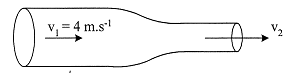 v₁ = 4 m.s⁻¹
v₂